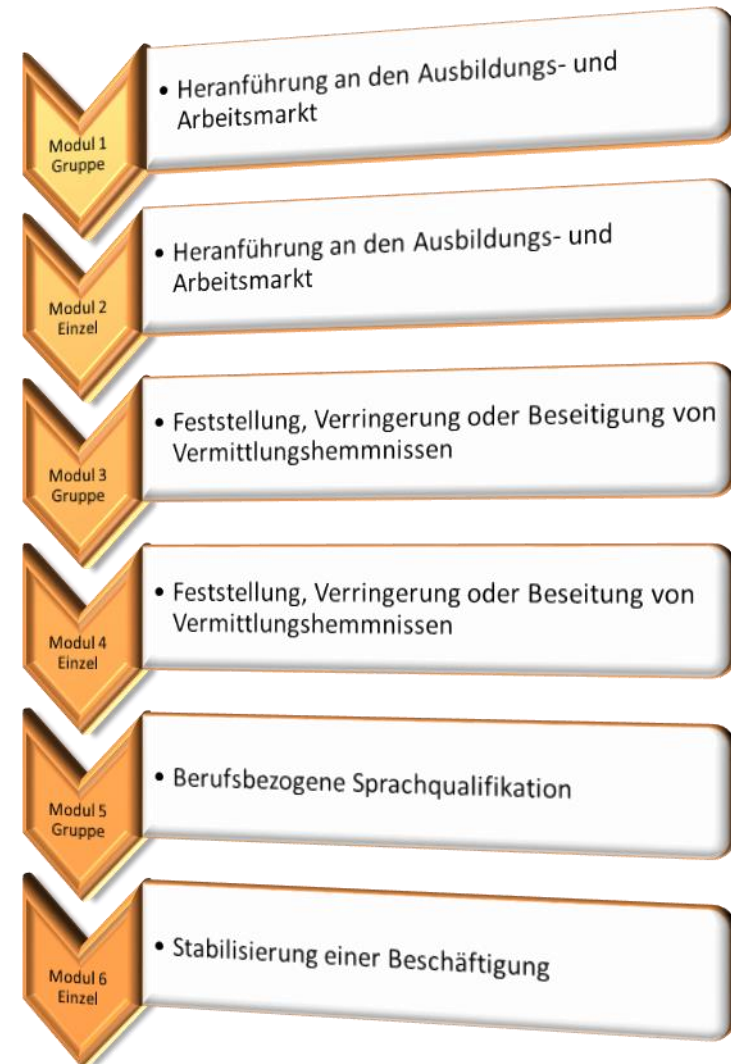 Modul 1
Gruppe
• Heranführung an den Ausbildungs- und
Arbeitsmarkt
Modul 2
Einzel
• Heranführung an den Ausbildungs- und
Arbeitsmarkt
Modul 3
Gruppe
• Feststellung, Verringerung oder Beseitigung von
Vermittlungshemmnissen
Modul 4
Einzel
• Feststellung, Verringerung oder Beseitung von
Vermittlungshemmnissen
Modul 5
Gruppe
• Berufsbezogene Sprachqualifikation
Modul 6
Einzel
• Stabilisierung einer Beschäftigung